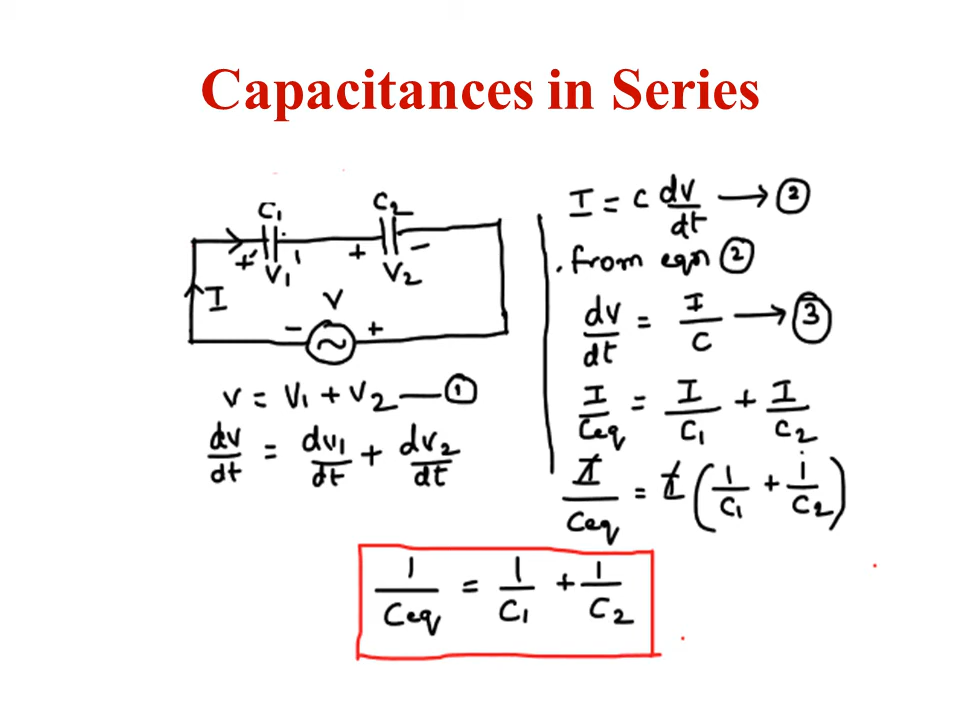 Capacitances in Series
C₁ C₂
+ - + -
V₁ V₂
I V
- ~ +
V = V₁ + V₂ — ①
dv/dt = dv₁/dt + dv₂/dt
I = C dv/dt → ②
. from eqn ②
dv/dt = I/C → ③
I/Ceq = I/C₁ + I/C₂
I/Ceq = I (1/C₁ + 1/C₂)
1/Ceq = 1/C₁ + 1/C₂